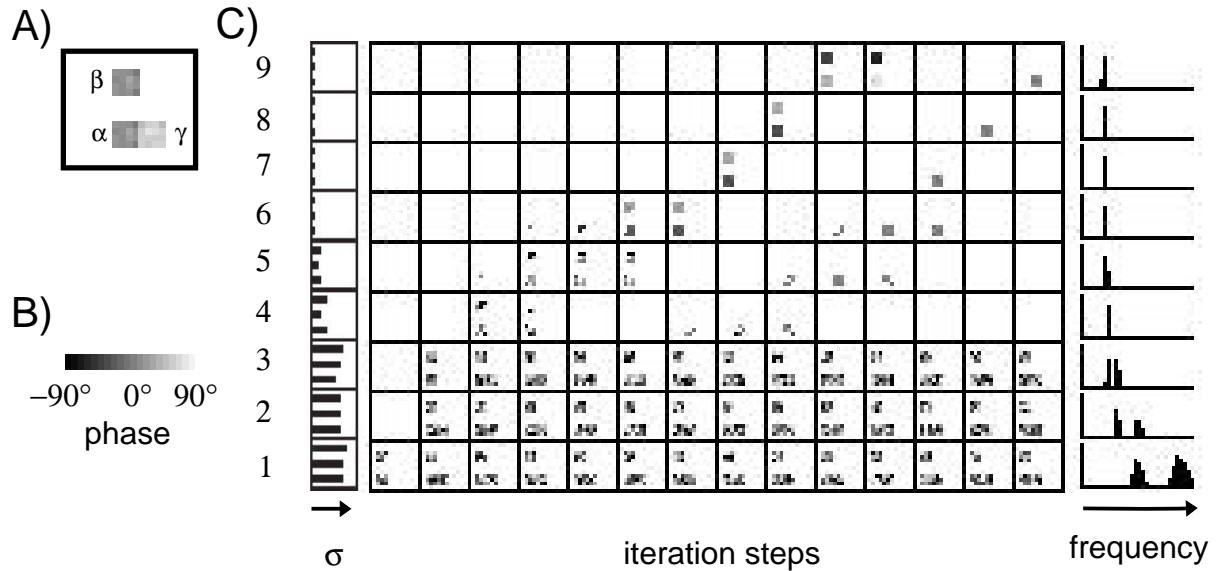 A)
β
α γ
B)
−90° 0° 90°
phase
C)
9
8
7
6
5
4
3
2
1
σ
iteration steps
frequency